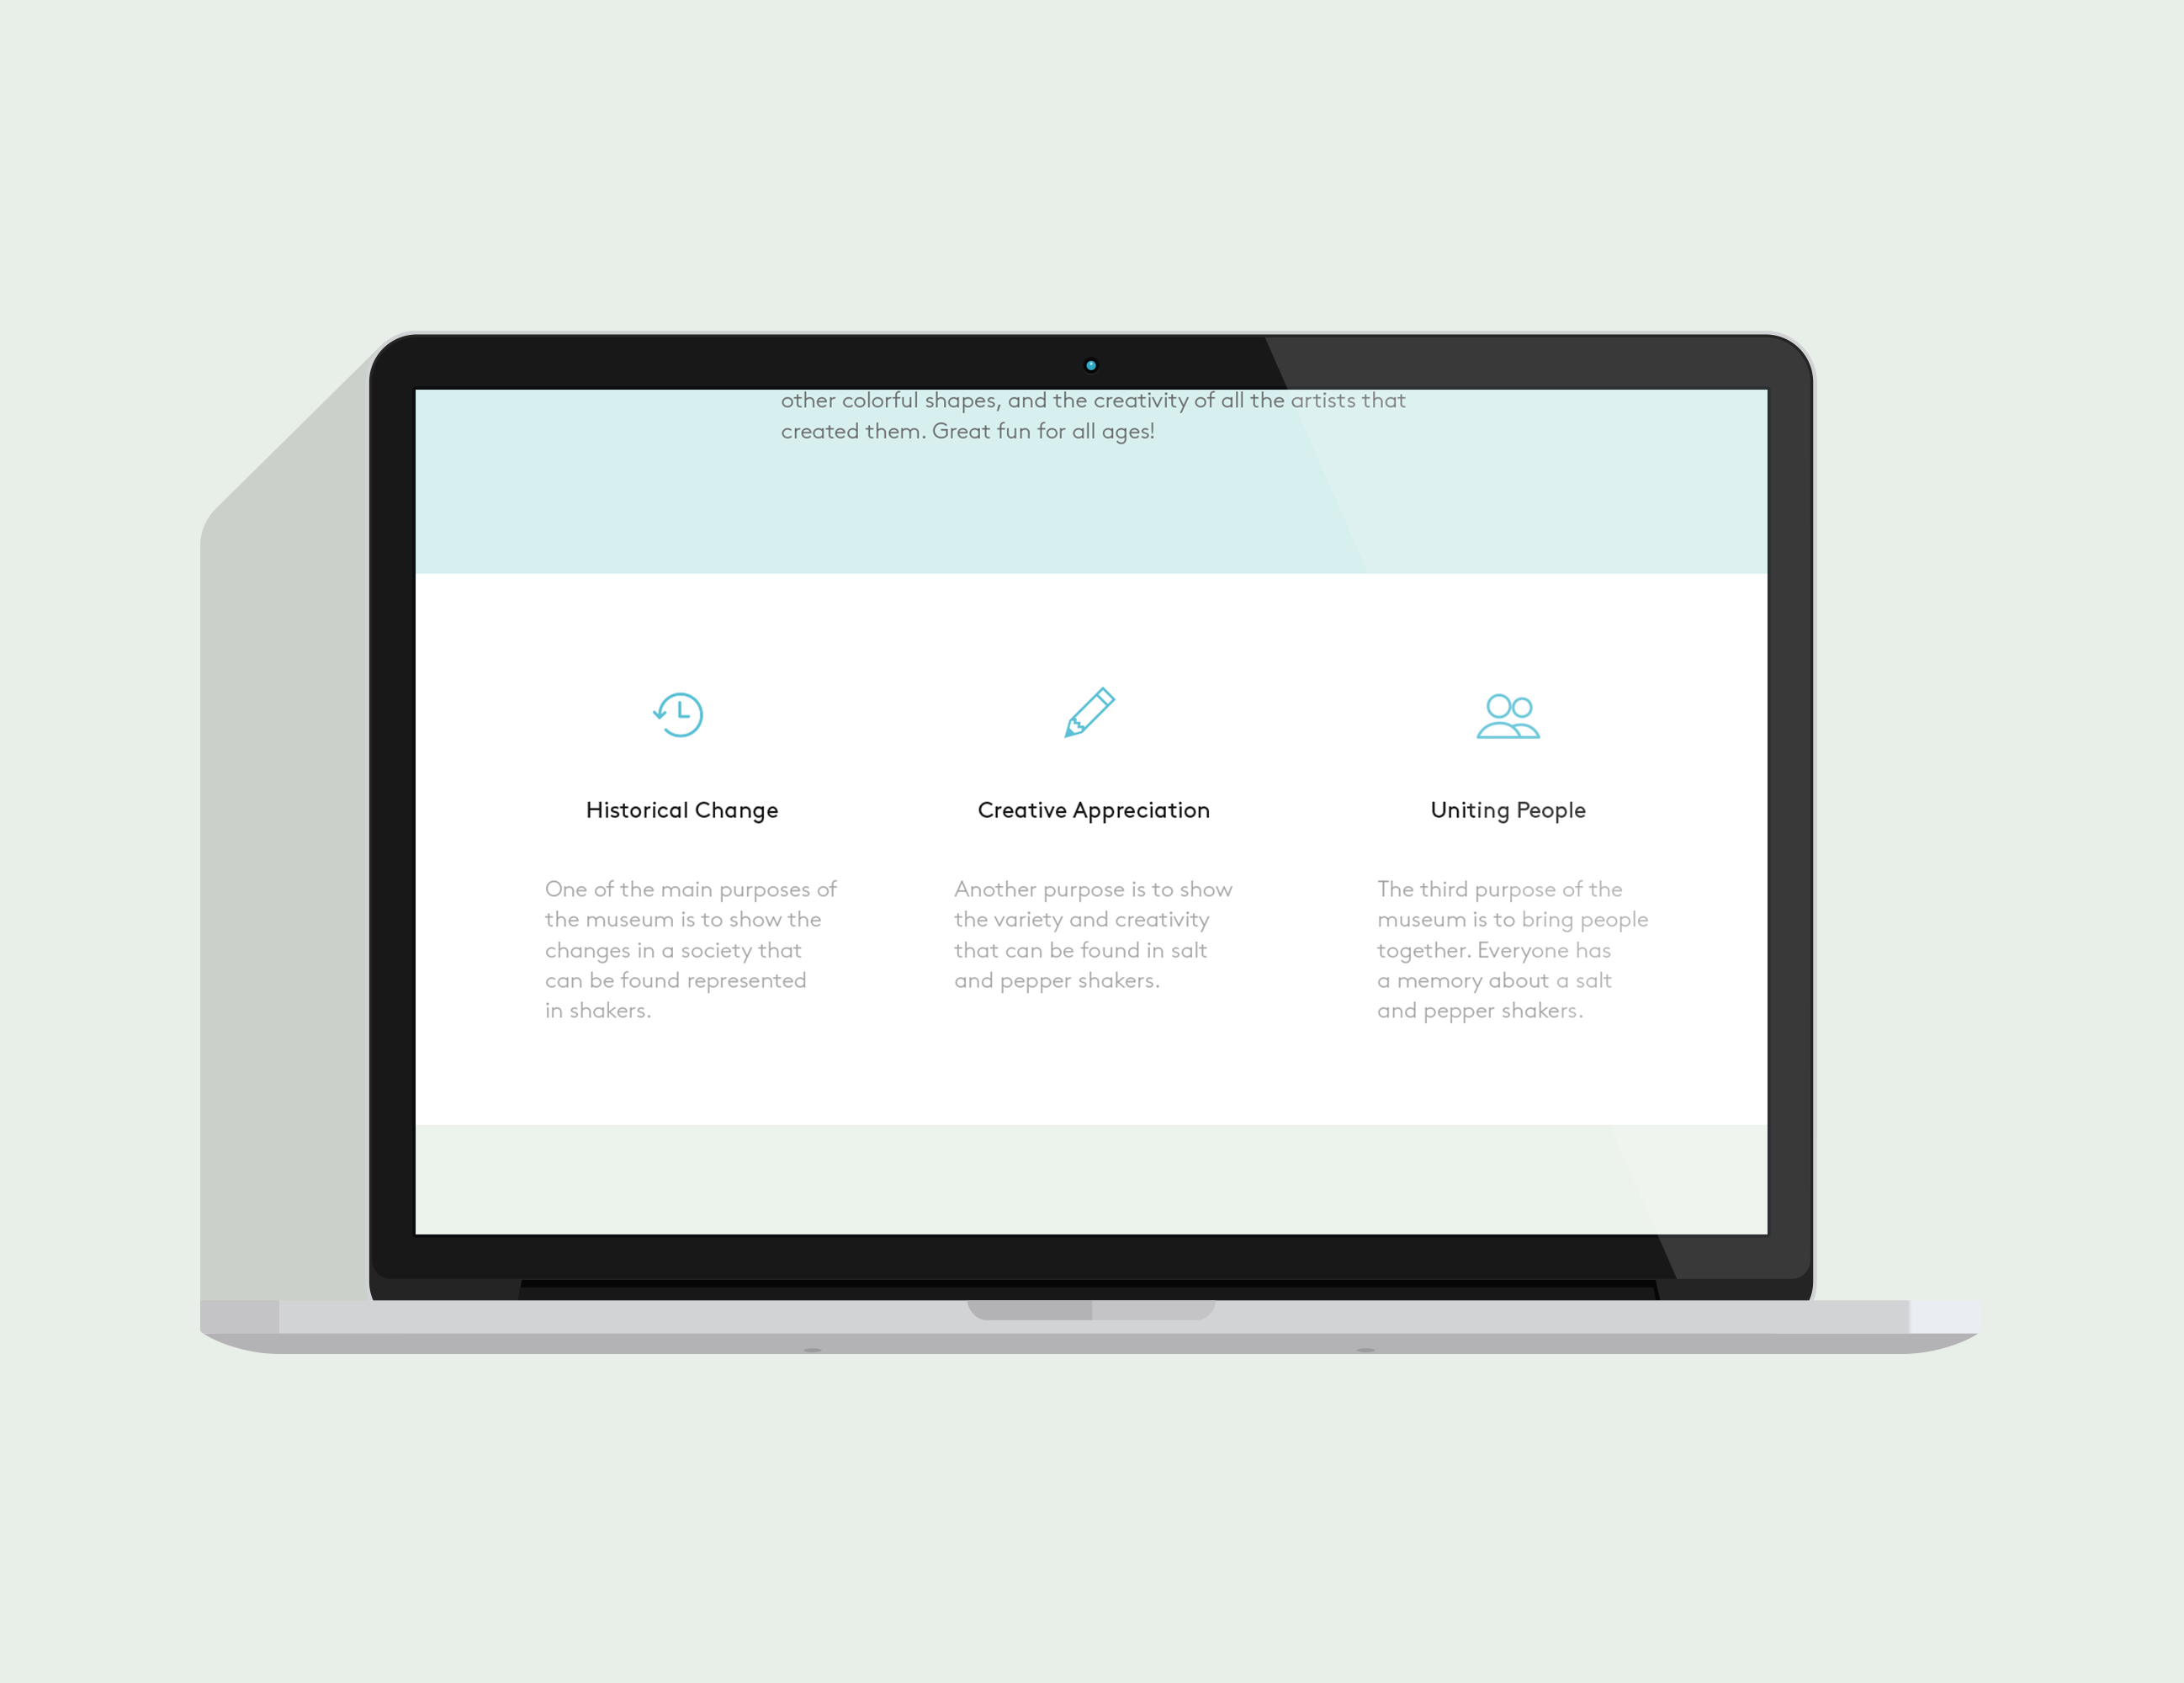 other colorful shapes, and the creativity of all the artists that
created them. Great fun for all ages!
Historical Change
One of the main purposes of
the museum is to show the
changes in a society that
can be found represented
in shakers.
Creative Appreciation
Another purpose is to show
the variety and creativity
that can be found in salt
and pepper shakers.
Uniting People
The third purpose of the
museum is to bring people
together. Everyone has
a memory about a salt
and pepper shakers.